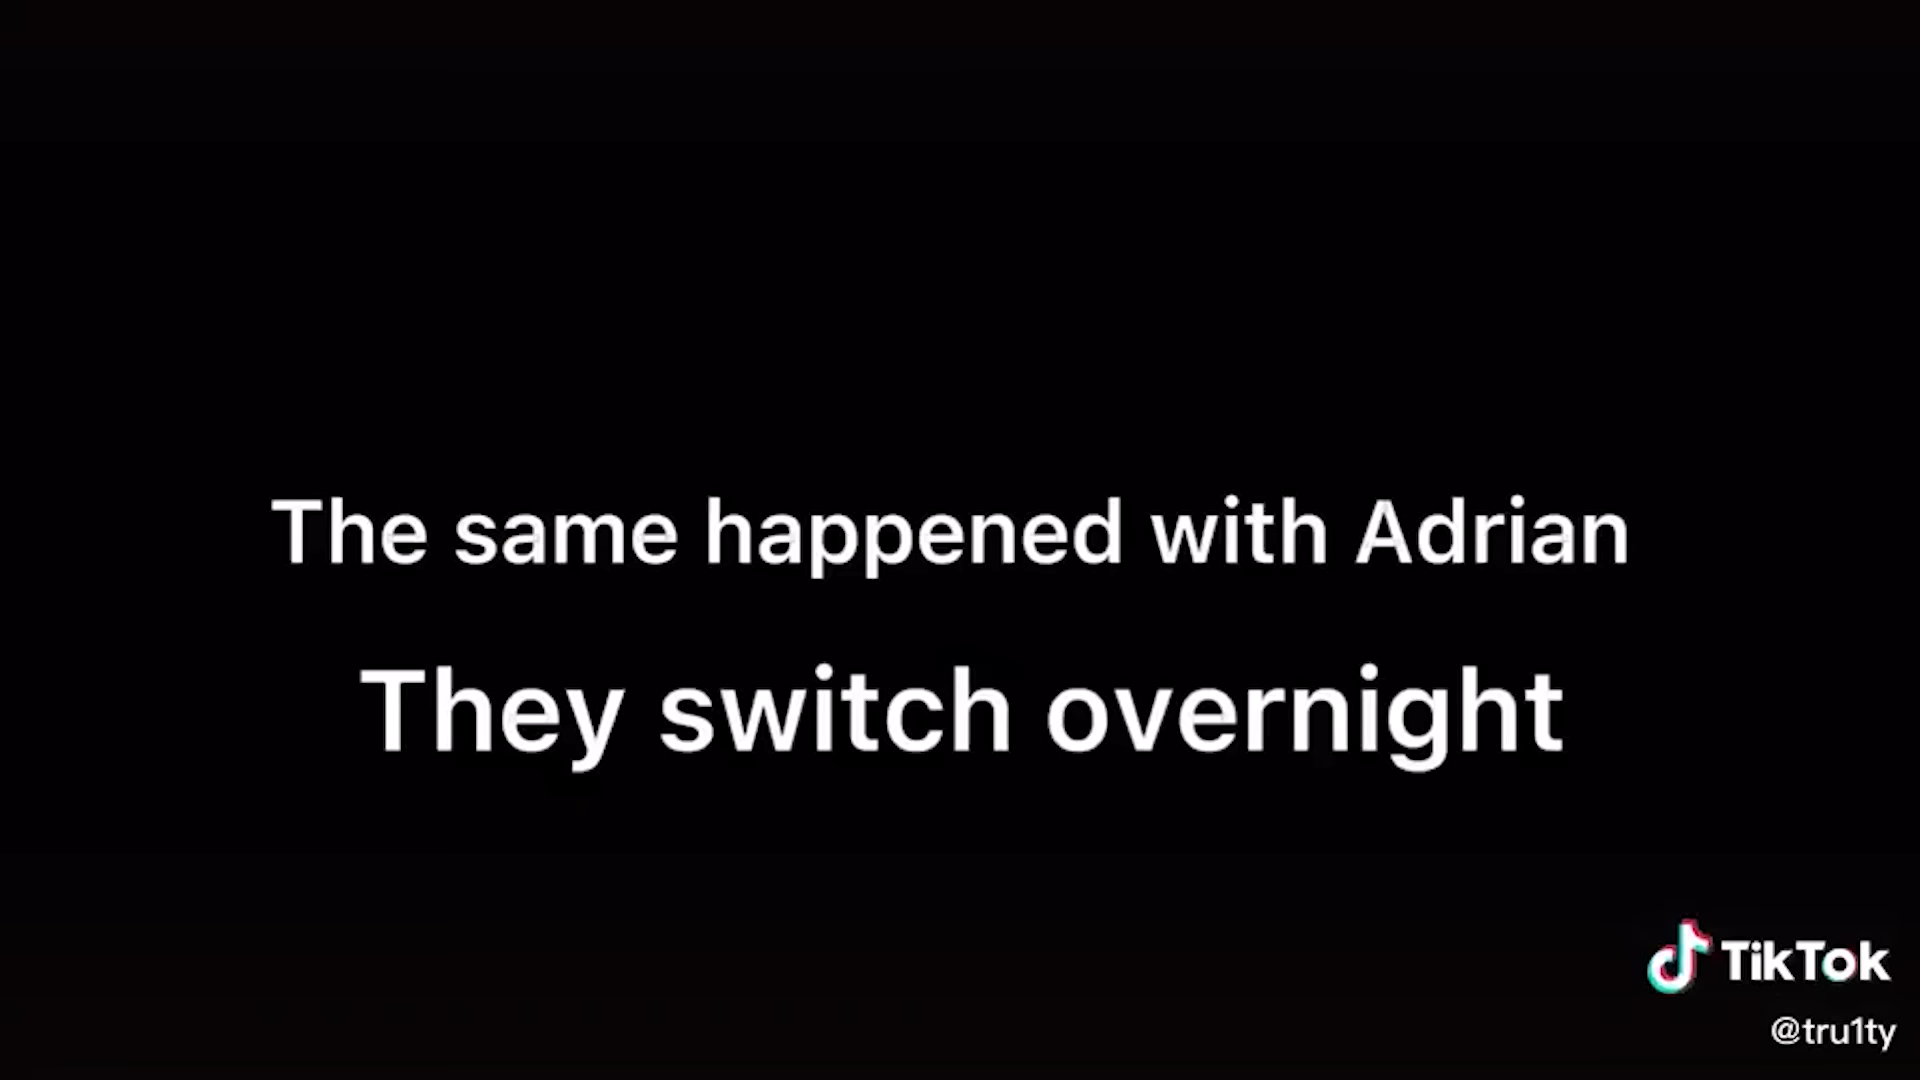 The same happened with Adrian
They switch overnight
TikTok
@tru1ty